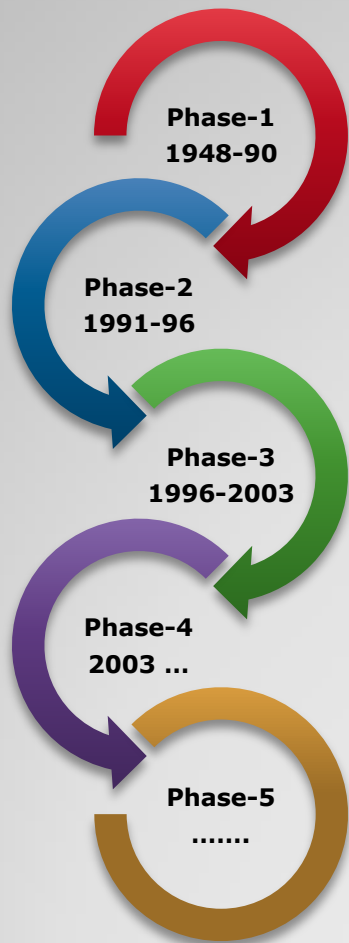 Phase-1
1948-90
Phase-2
1991-96
Phase-3
1996-2003
Phase-4
2003 ...
Phase-5
.......